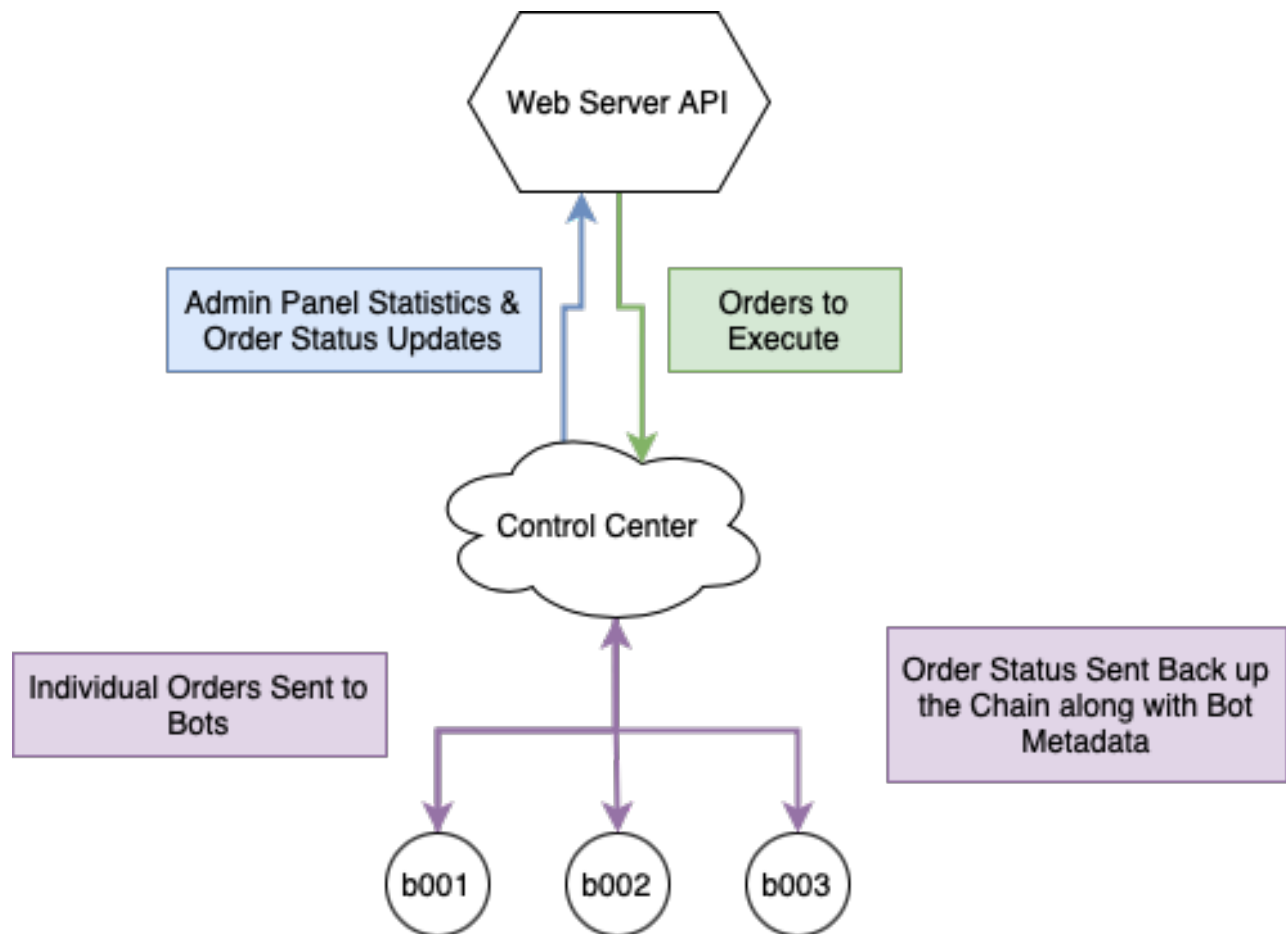 Web Server API
Admin Panel Statistics &
Order Status Updates
Orders to
Execute
Control Center
Individual Orders Sent to
Bots
Order Status Sent Back up
the Chain along with Bot
Metadata
b001
b002
b003